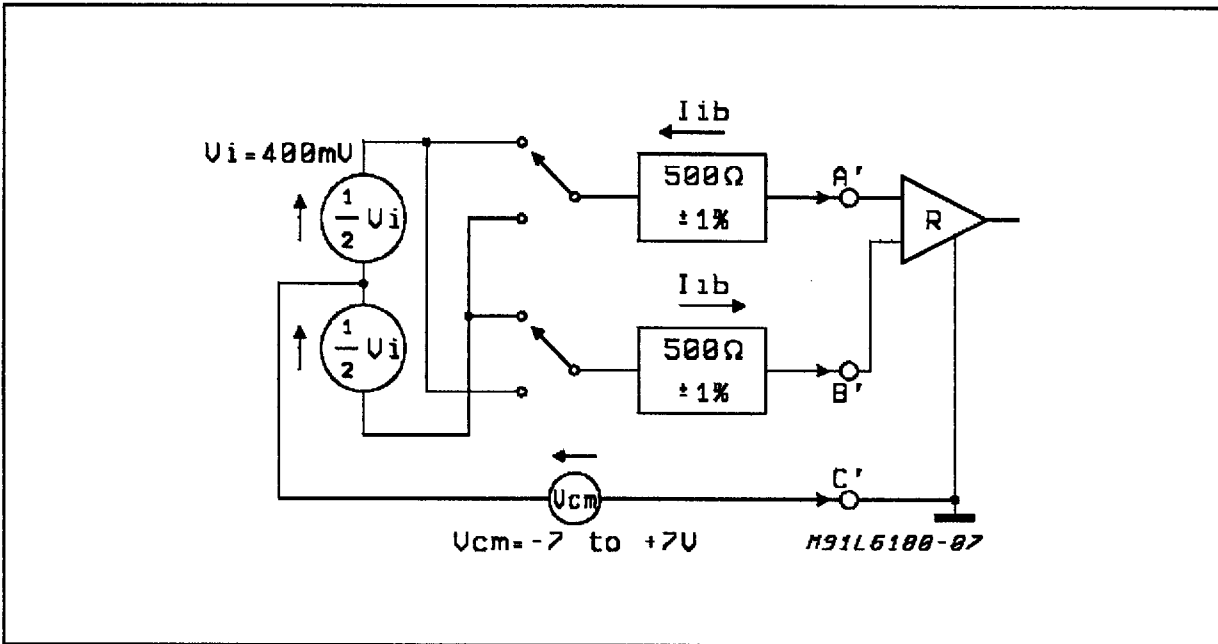 Iib
Vi=400mV
500Ω
±1%
A'
1
2
Vi
R
Iib
1
2
Vi
500Ω
±1%
B'
C'
Vcm
Vcm=-7 to +7V
M91L6180-07